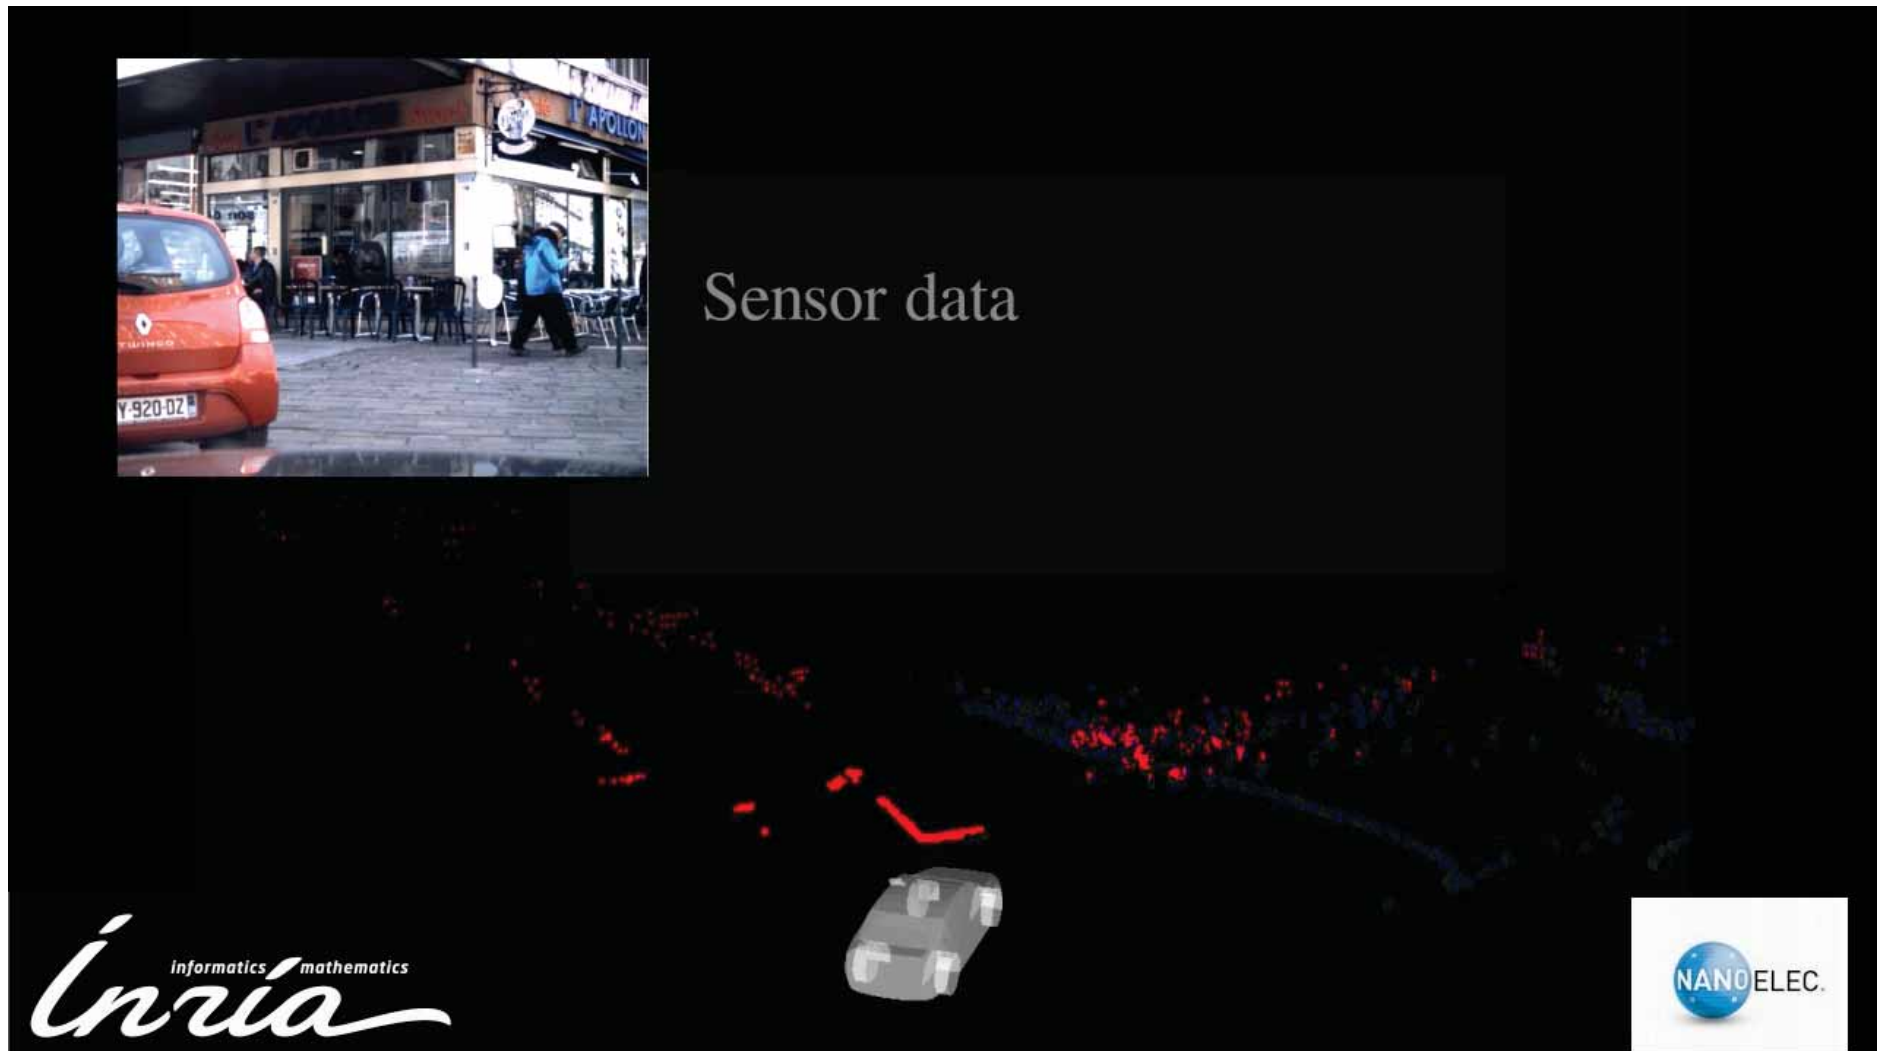 L'APOLLON
Sensor data
TWINGO
Y-920-DZ
informatics mathematics
Inria
NANOELEC.